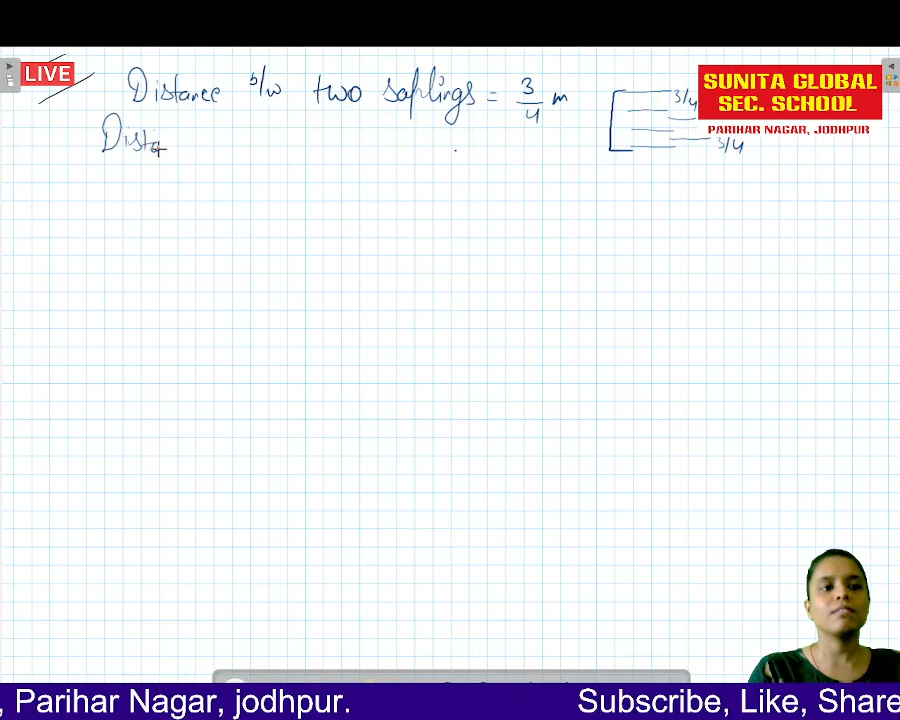 LIVE
Distance b/w two saplings = 3/4 m
3/4
SUNITA GLOBAL
SEC. SCHOOL
PARIHAR NAGAR, JODHPUR
Dista
3/4
, Parihar Nagar, jodhpur.
Subscribe, Like, Share